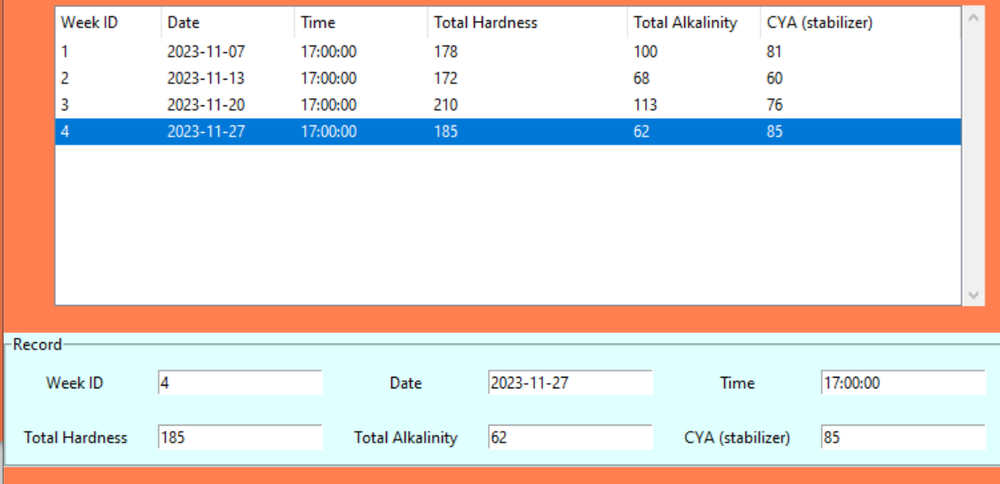 Week ID Date Time Total Hardness Total Alkalinity CYA (stabilizer)
1 2023-11-07 17:00:00 178 100 81
2 2023-11-13 17:00:00 172 68 60
3 2023-11-20 17:00:00 210 113 76
4 2023-11-27 17:00:00 185 62 85
Record
Week ID 4 Date 2023-11-27 Time 17:00:00
Total Hardness 185 Total Alkalinity 62 CYA (stabilizer) 85